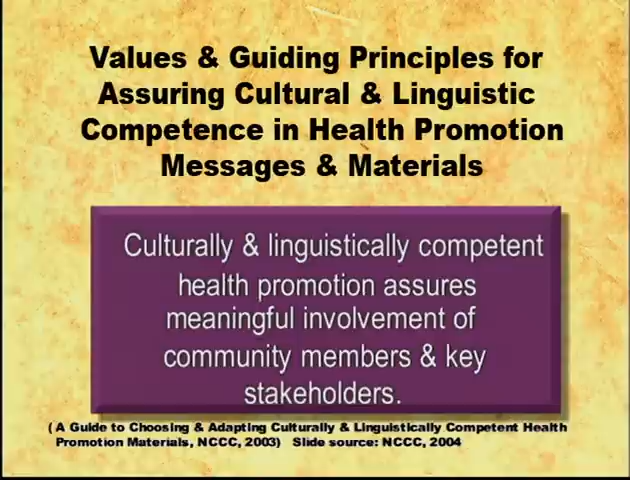 Values & Guiding Principles for
Assuring Cultural & Linguistic
Competence in Health Promotion
Messages & Materials
Culturally & linguistically competent
health promotion assures
meaningful involvement of
community members & key
stakeholders.
( A Guide to Choosing & Adapting Culturally & Linguistically Competent Health
Promotion Materials, NCCC, 2003) Slide source: NCCC, 2004